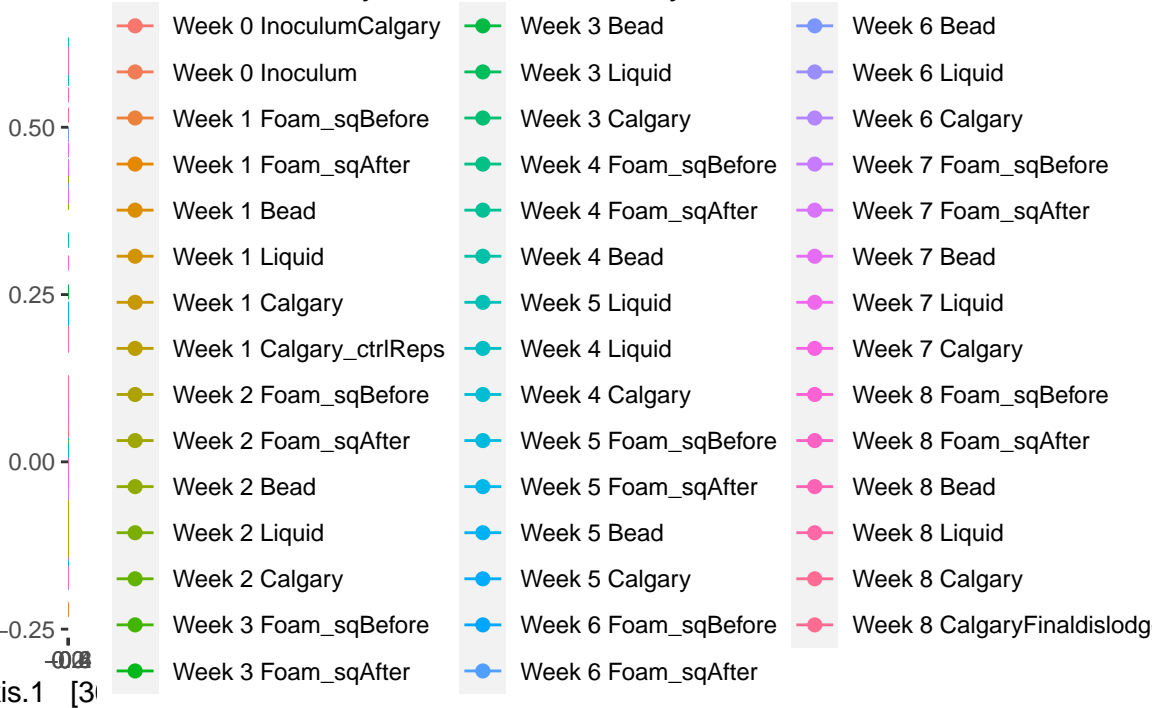 0.50
0.25
0.00
−0.25
is.1 [3
Week 0 InoculumCalgary
Week 0 Inoculum
Week 1 Foam_sqBefore
Week 1 Foam_sqAfter
Week 1 Bead
Week 1 Liquid
Week 1 Calgary
Week 1 Calgary_ctrlReps
Week 2 Foam_sqBefore
Week 2 Foam_sqAfter
Week 2 Bead
Week 2 Liquid
Week 2 Calgary
Week 3 Foam_sqBefore
Week 3 Foam_sqAfter
Week 3 Bead
Week 3 Liquid
Week 3 Calgary
Week 4 Foam_sqBefore
Week 4 Foam_sqAfter
Week 4 Bead
Week 5 Liquid
Week 4 Liquid
Week 4 Calgary
Week 5 Foam_sqBefore
Week 5 Foam_sqAfter
Week 5 Bead
Week 5 Calgary
Week 6 Foam_sqBefore
Week 6 Foam_sqAfter
Week 6 Bead
Week 6 Liquid
Week 6 Calgary
Week 7 Foam_sqBefore
Week 7 Foam_sqAfter
Week 7 Bead
Week 7 Liquid
Week 7 Calgary
Week 8 Foam_sqBefore
Week 8 Foam_sqAfter
Week 8 Bead
Week 8 Liquid
Week 8 Calgary
Week 8 CalgaryFinaldislodg